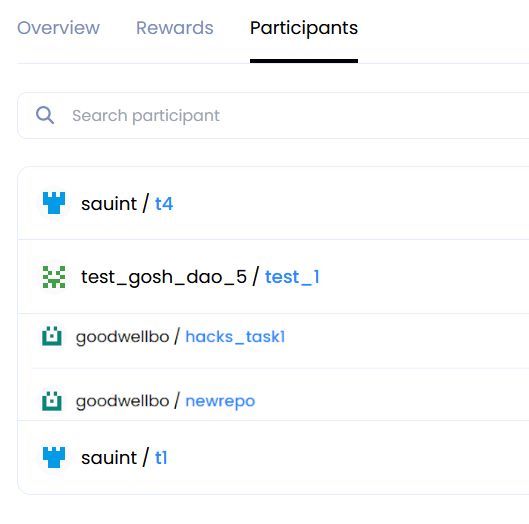 Overview Rewards Participants
Search participant
sauint / t4
test_gosh_dao_5 / test_1
goodwellbo / hacks_task1
goodwellbo / newrepo
sauint / t1